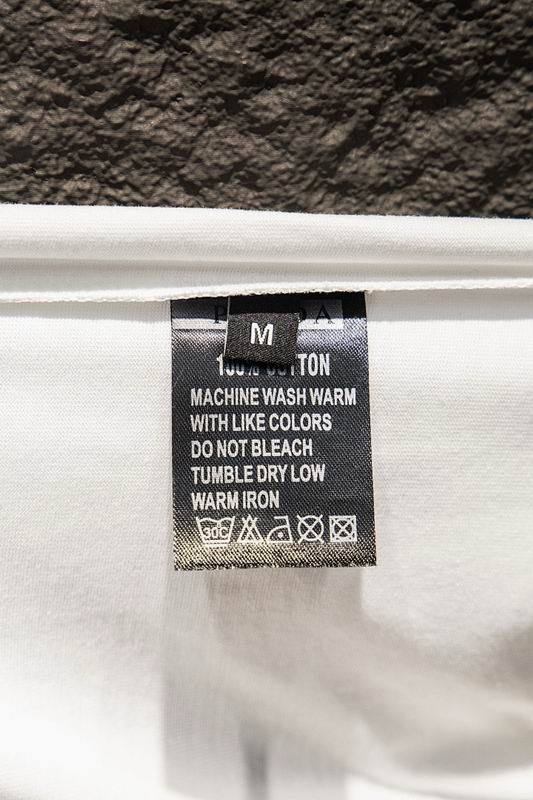 M
100% COTTON
MACHINE WASH WARM
WITH LIKE COLORS
DO NOT BLEACH
TUMBLE DRY LOW
WARM IRON